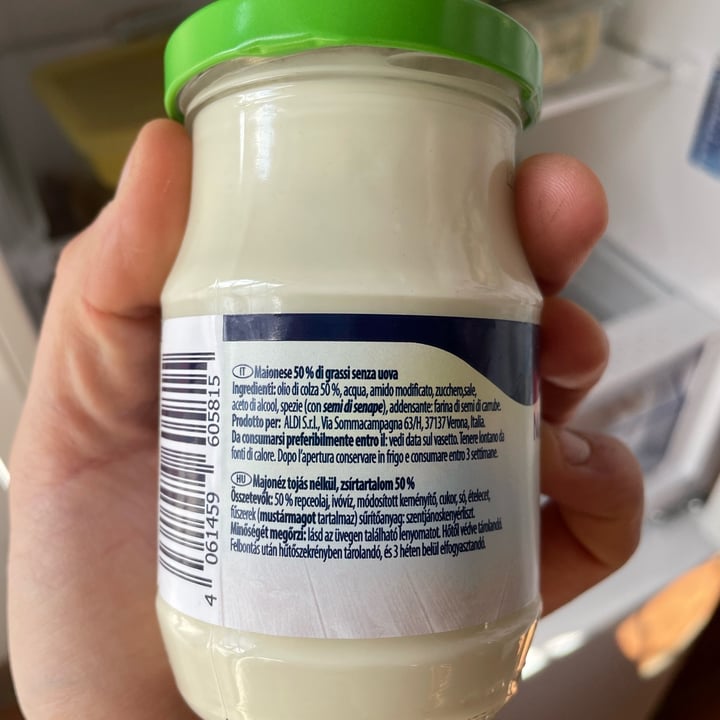 IT Maionese 50 % di grassi senza uova
Ingredienti: olio di colza 50 %, acqua, amido modificato, zucchero, sale,
aceto di alcol, spezie (con semi di senape), addensante: farina di semi di carrube.
Prodotto per: ALDI S.r.l., Via Sommacampagna 63/H, 37137 Verona, Italia.
Da consumarsi preferibilmente entro il: vedi data sul vasetto. Tenere lontano da
fonti di calore. Dopo l'apertura conservare in frigo e consumare entro 3 settimane.
HU Majonéz tojás nélkül, zsírtartalom 50 %
Összetevők: 50 % repceolaj, ivóvíz, módosított keményítő, cukor, só, ételecet,
fűszerek (mustármagot tartalmaz) sűrítőanyag: szentjánoskenyérliszt.
Minőségét megőrzi: lásd az üvegen található lenyomatot. Hőtől védve tárolandó.
Felbontás után hűtőszekrényben tárolandó, és 3 héten belül elfogyasztandó.
4 061459 605815